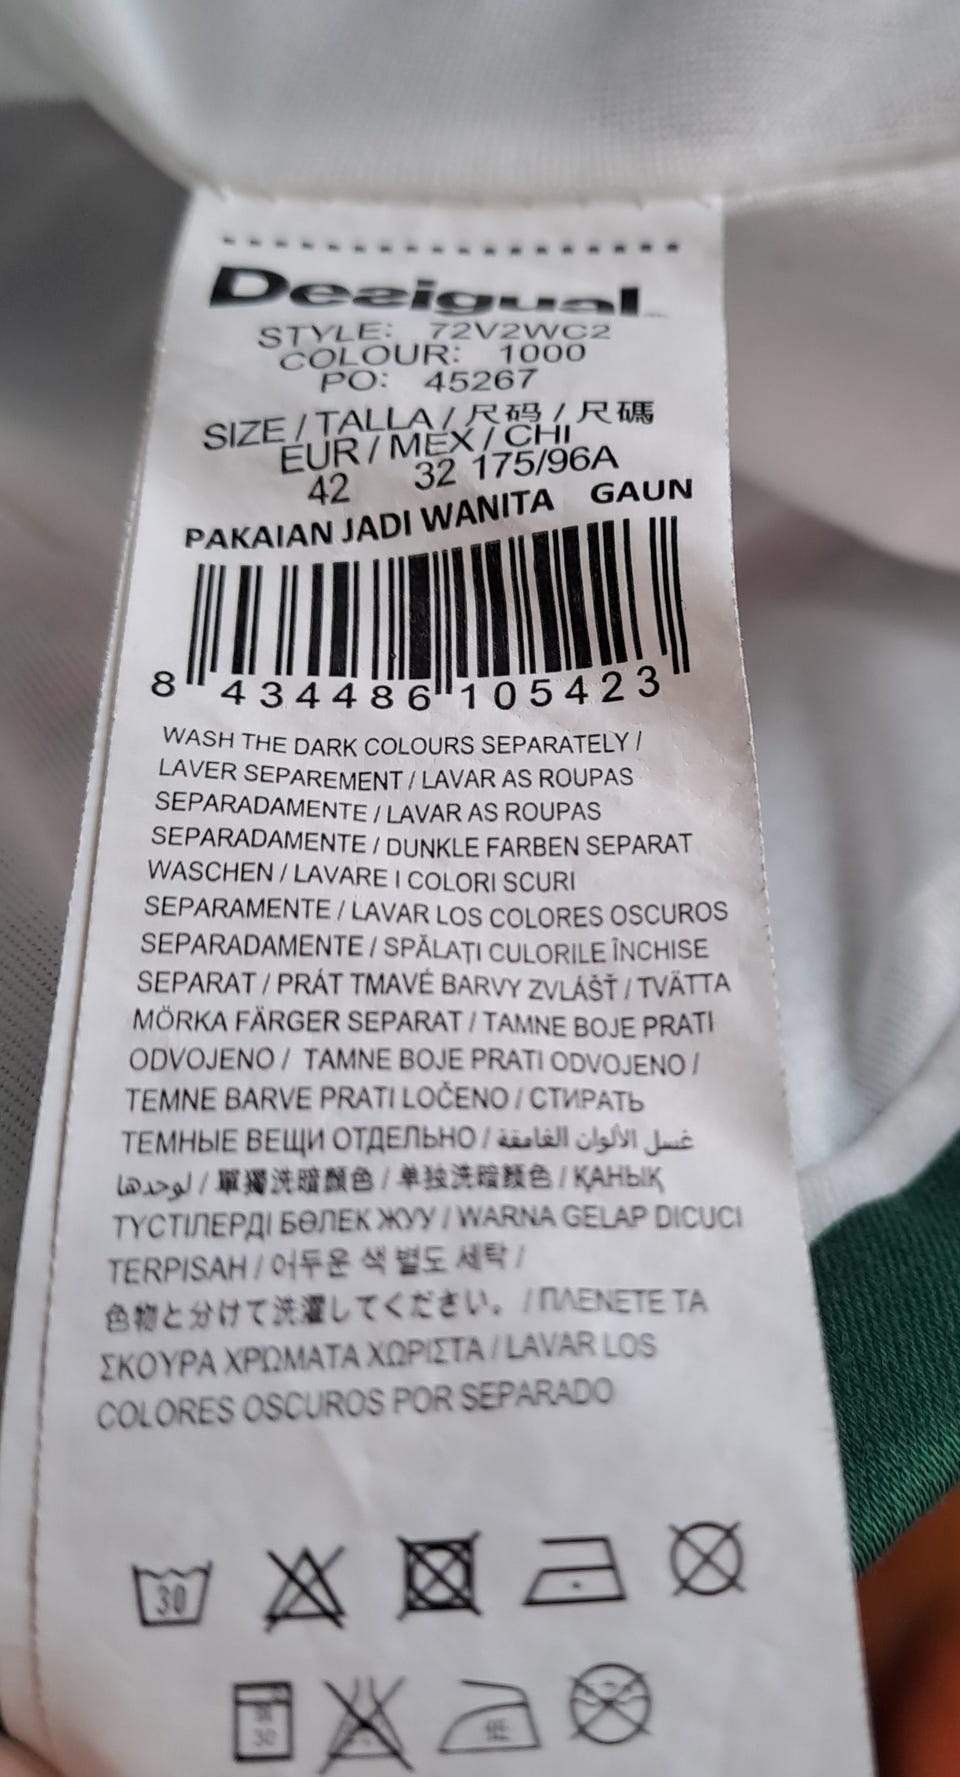 Desigual
STYLE: 72V2WC2
COLOUR: 1000
PO: 45267
SIZE / TALLA / 尺码 / 尺碼
EUR / MEX / CHI
42 32 175/96A
PAKAIAN JADI WANITA GAUN
8 434486 105423
WASH THE DARK COLOURS SEPARATELY /
LAVER SEPAREMENT / LAVAR AS ROUPAS
SEPARADAMENTE / LAVAR AS ROUPAS
SEPARADAMENTE / DUNKLE FARBEN SEPARAT
WASCHEN / LAVARE I COLORI SCURI
SEPARAMENTE / LAVAR LOS COLORES OSCUROS
SEPARADAMENTE / SPĂLAȚI CULORILE ÎNCHISE
SEPARAT / PRÁT TMAVÉ BARVY ZVLÁŠŤ / TVÄTTA
MÖRKA FÄRGER SEPARAT / TAMNE BOJE PRATI
ODVOJENO / TAMNE BOJE PRATI ODVOJENO /
TEMNE BARVE PRATI LOČENO / СТИРАТЬ
ТЕМНЫЕ ВЕЩИ ОТДЕЛЬНО / غسل الألوان الغامقة
لوحدها / 單獨洗暗顏色 / 单独洗暗颜色 / ҚАНЫҚ
ТҮСТІЛЕРДІ БӨЛЕК ЖУУ / WARNA GELAP DICUCI
TERPISAH / 어두운 색 별도 세탁 /
色物と分けて洗濯してください。 / ΠΛΕΝΕΤΕ ΤΑ
ΣΚΟΥΡΑ ΧΡΩΜΑΤΑ ΧΩΡΙΣΤΑ / LAVAR LOS
COLORES OSCUROS POR SEPARADO
30
30 低